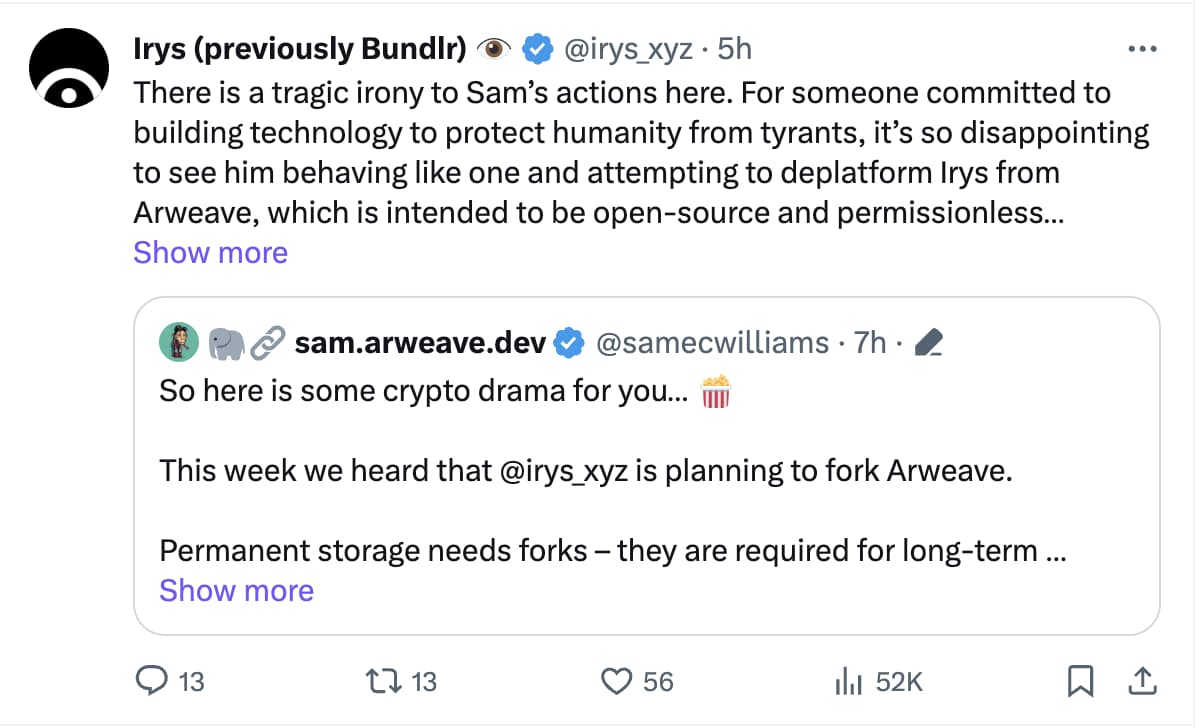 Irys (previously Bundlr) 👁️ @irys_xyz · 5h
There is a tragic irony to Sam’s actions here. For someone committed to
building technology to protect humanity from tyrants, it’s so disappointing
to see him behaving like one and attempting to deplatform Irys from
Arweave, which is intended to be open-source and permissionless...
Show more
🐘🔗 sam.arweave.dev @samecwilliams · 7h ·
So here is some crypto drama for you... 🍿
This week we heard that @irys_xyz is planning to fork Arweave.
Permanent storage needs forks – they are required for long-term ...
Show more
13 13 56 52K